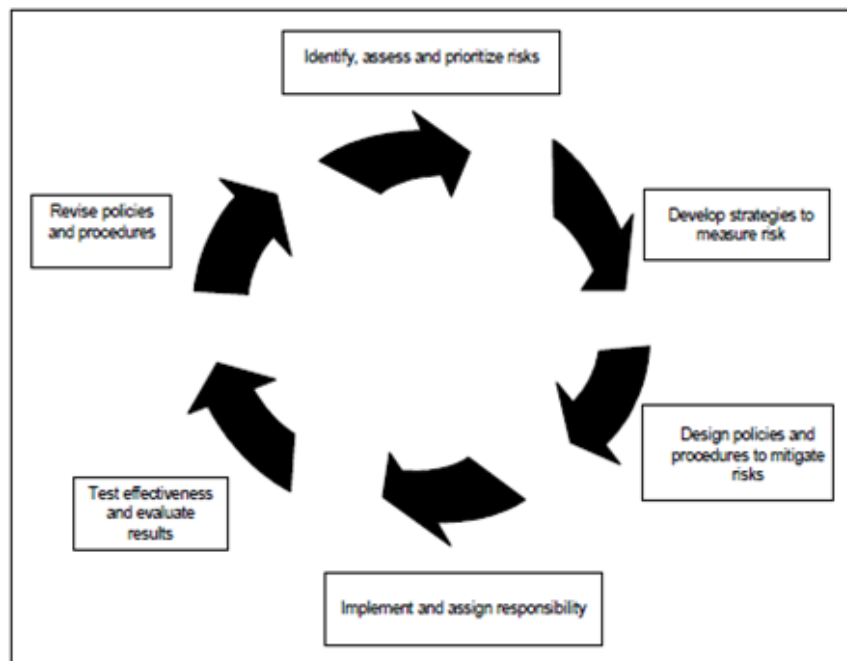 Identify, assess and prioritize risks
Develop strategies to
measure risk
Design policies and
procedures to mitigate
risks
Implement and assign responsibility
Test effectiveness
and evaluate
results
Revise policies
and procedures